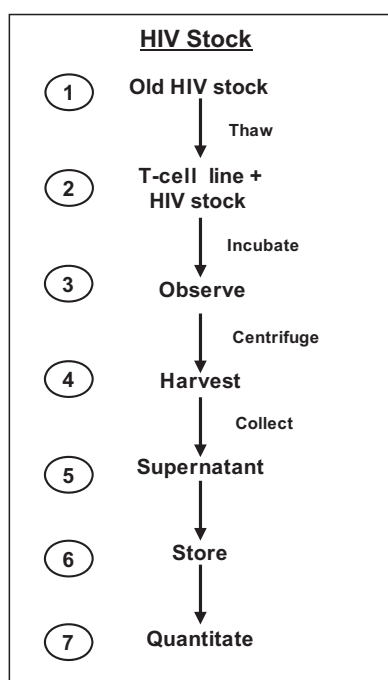 HIV Stock
1
Old HIV stock
Thaw
2
T-cell line +
HIV stock
Incubate
3
Observe
Centrifuge
4
Harvest
Collect
5
Supernatant
6
Store
7
Quantitate